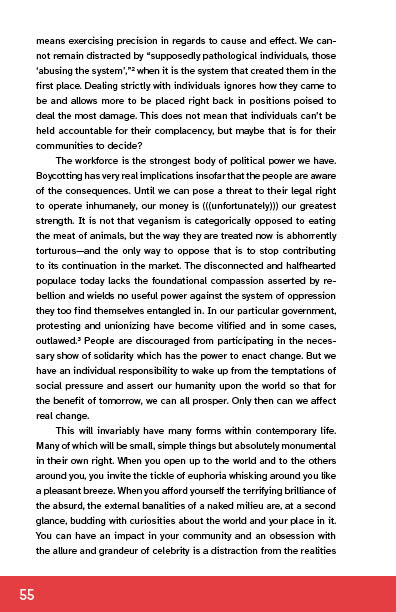 means exercising precision in regards to cause and effect. We can-
not remain distracted by “supposedly pathological individuals, those
‘abusing the system’,”² when it is the system that created them in the
first place. Dealing strictly with individuals ignores how they came to
be and allows more to be placed right back in positions poised to
deal the most damage. This does not mean that individuals can’t be
held accountable for their complacency, but maybe that is for their
communities to decide?
The workforce is the strongest body of political power we have.
Boycotting has very real implications insofar that the people are aware
of the consequences. Until we can pose a threat to their legal right
to operate inhumanely, our money is (((unfortunately))) our greatest
strength. It is not that veganism is categorically opposed to eating
the meat of animals, but the way they are treated now is abhorrently
torturous—and the only way to oppose that is to stop contributing
to its continuation in the market. The disconnected and halfhearted
populace today lacks the foundational compassion asserted by re-
bellion and wields no useful power against the system of oppression
they too find themselves entangled in. In our particular government,
protesting and unionizing have become vilified and in some cases,
outlawed.³ People are discouraged from participating in the neces-
sary show of solidarity which has the power to enact change. But we
have an individual responsibility to wake up from the temptations of
social pressure and assert our humanity upon the world so that for
the benefit of tomorrow, we can all prosper. Only then can we affect
real change.
This will invariably have many forms within contemporary life.
Many of which will be small, simple things but absolutely monumental
in their own right. When you open up to the world and to the others
around you, you invite the tickle of euphoria whisking around you like
a pleasant breeze. When you afford yourself the terrifying brilliance of
the absurd, the external banalities of a naked milieu are, at a second
glance, budding with curiosities about the world and your place in it.
You can have an impact in your community and an obsession with
the allure and grandeur of celebrity is a distraction from the realities
55